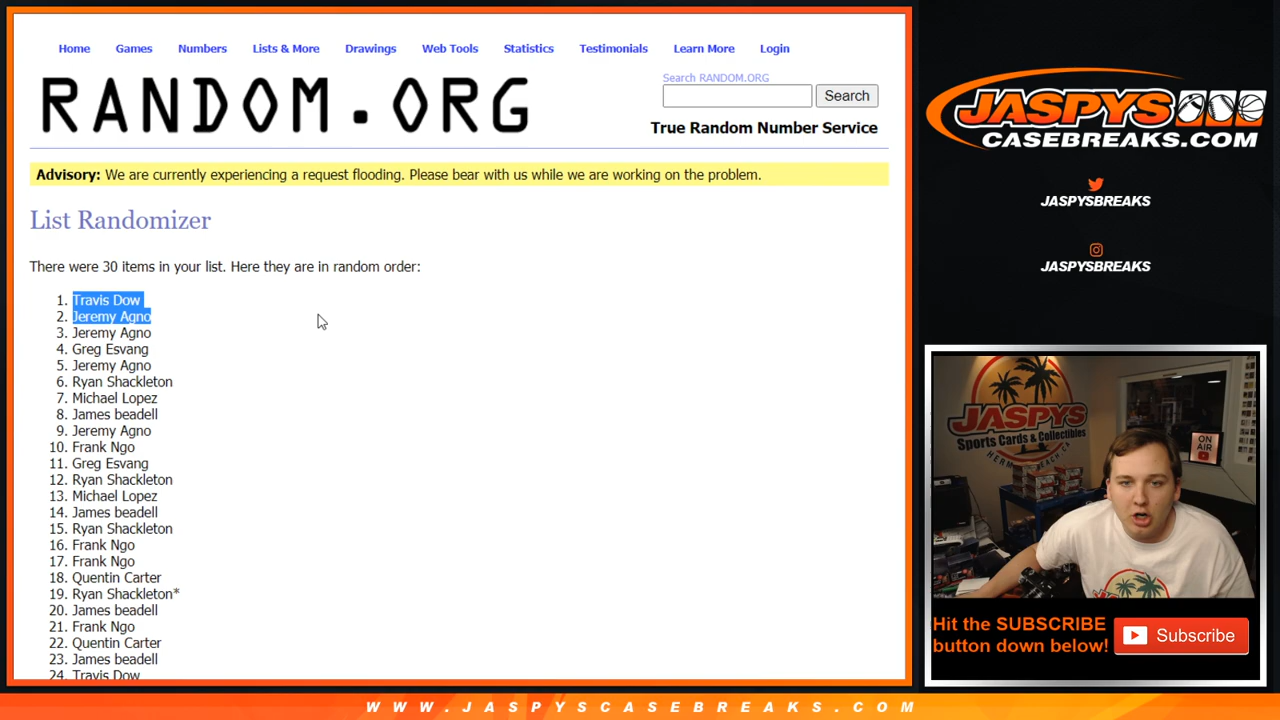 Home Games Numbers Lists & More Drawings Web Tools Statistics Testimonials Learn More Login
RANDOM.ORG
Search RANDOM.ORG
Search
True Random Number Service
Advisory: We are currently experiencing a request flooding. Please bear with us while we are working on the problem.
List Randomizer
There were 30 items in your list. Here they are in random order:
1. Travis Dow
2. Jeremy Agno
3. Jeremy Agno
4. Greg Esvang
5. Jeremy Agno
6. Ryan Shackleton
7. Michael Lopez
8. James beadell
9. Jeremy Agno
10. Frank Ngo
11. Greg Esvang
12. Ryan Shackleton
13. Michael Lopez
14. James beadell
15. Ryan Shackleton
16. Frank Ngo
17. Frank Ngo
18. Quentin Carter
19. Ryan Shackleton*
20. James beadell
21. Frank Ngo
22. Quentin Carter
23. James beadell
24. Travis Dow
JASPYS
CASEBREAKS.COM
JASPYSBREAKS
JASPYSBREAKS
JASPYS
Sports Cards & Collectibles
ON
AIR
Hit the SUBSCRIBE
button down below!
Subscribe
WWW.JASPYSCASEBREAKS.COM